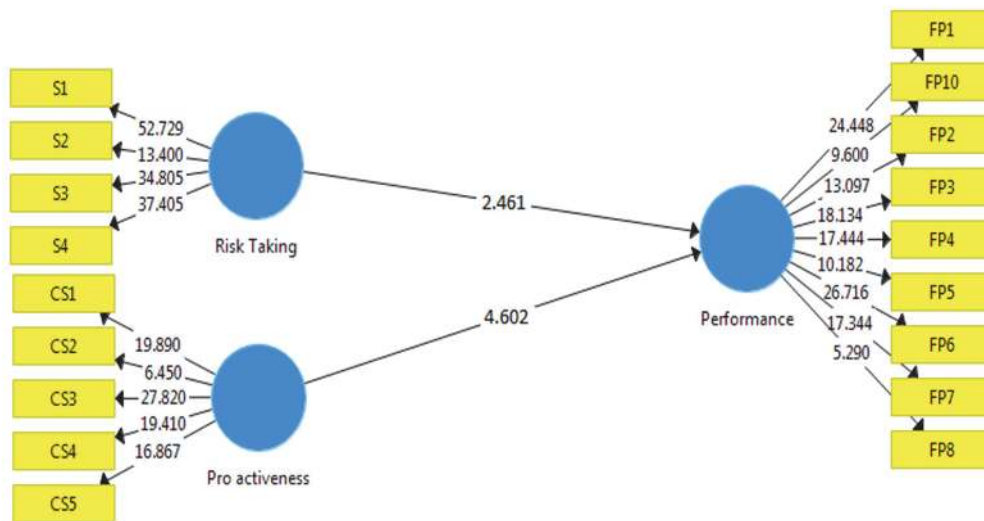 S1
S2
S3
S4
52.729
13.400
34.805
37.405
Risk Taking
CS1
CS2
CS3
CS4
CS5
19.890
6.450
27.820
19.410
16.867
Pro activeness
2.461
4.602
Performance
24.448
9.600
13.097
18.134
17.444
10.182
26.716
17.344
5.290
FP1
FP10
FP2
FP3
FP4
FP5
FP6
FP7
FP8